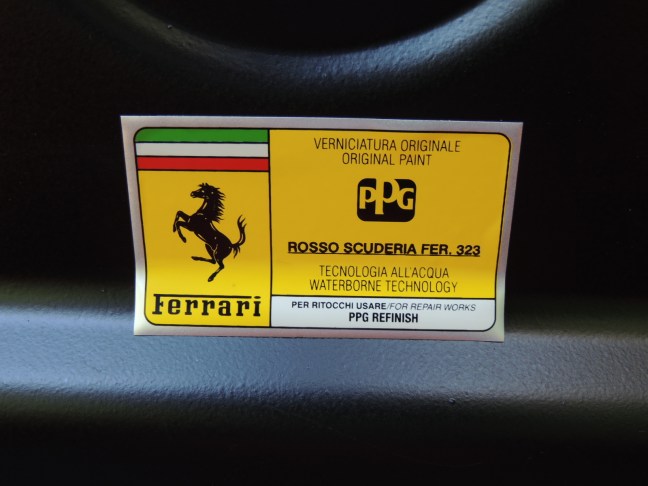 VERNICIATURA ORIGINALE
ORIGINAL PAINT
PPG
ROSSO SCUDERIA FER. 323
TECNOLOGIA ALL'ACQUA
WATERBORNE TECHNOLOGY
Ferrari
PER RITOCCHI USARE/FOR REPAIR WORKS
PPG REFINISH